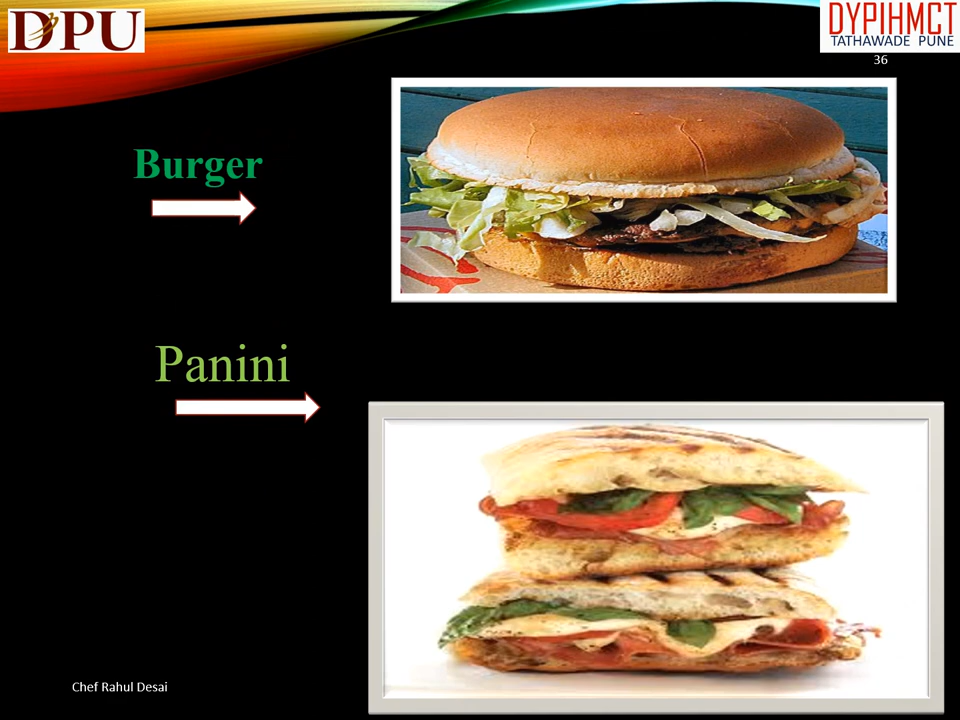 DPU
DYPIHMCT
TATHAWADE PUNE
36
Burger
Panini
Chef Rahul Desai